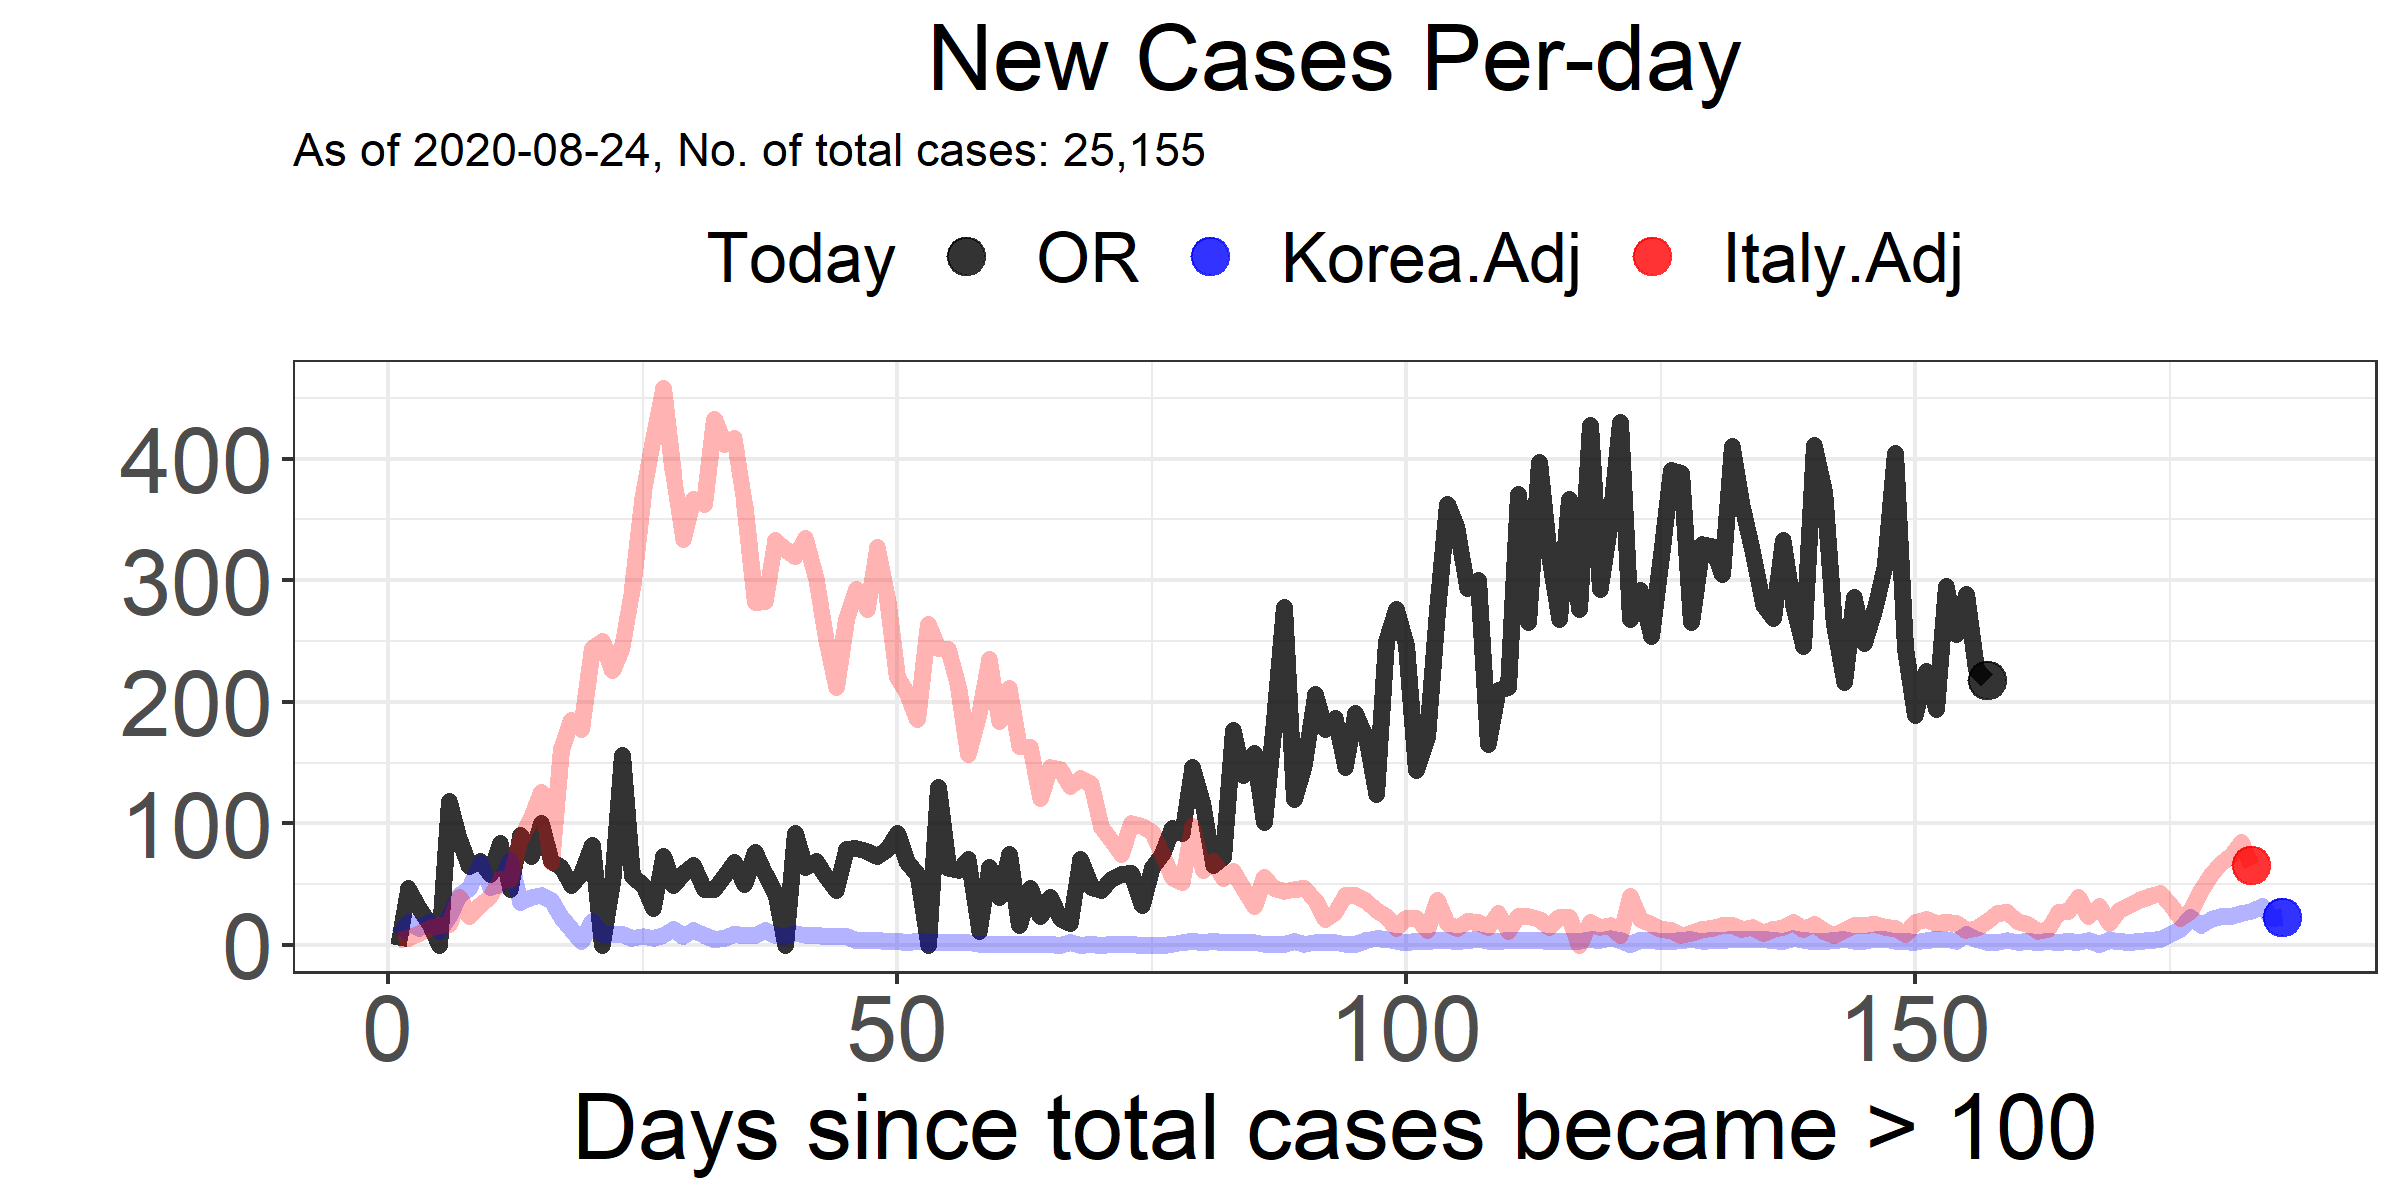 New Cases Per-day
As of 2020-08-24, No. of total cases: 25,155
Today OR Korea.Adj Italy.Adj
400
300
200
100
0
0 50 100 150
Days since total cases became > 100